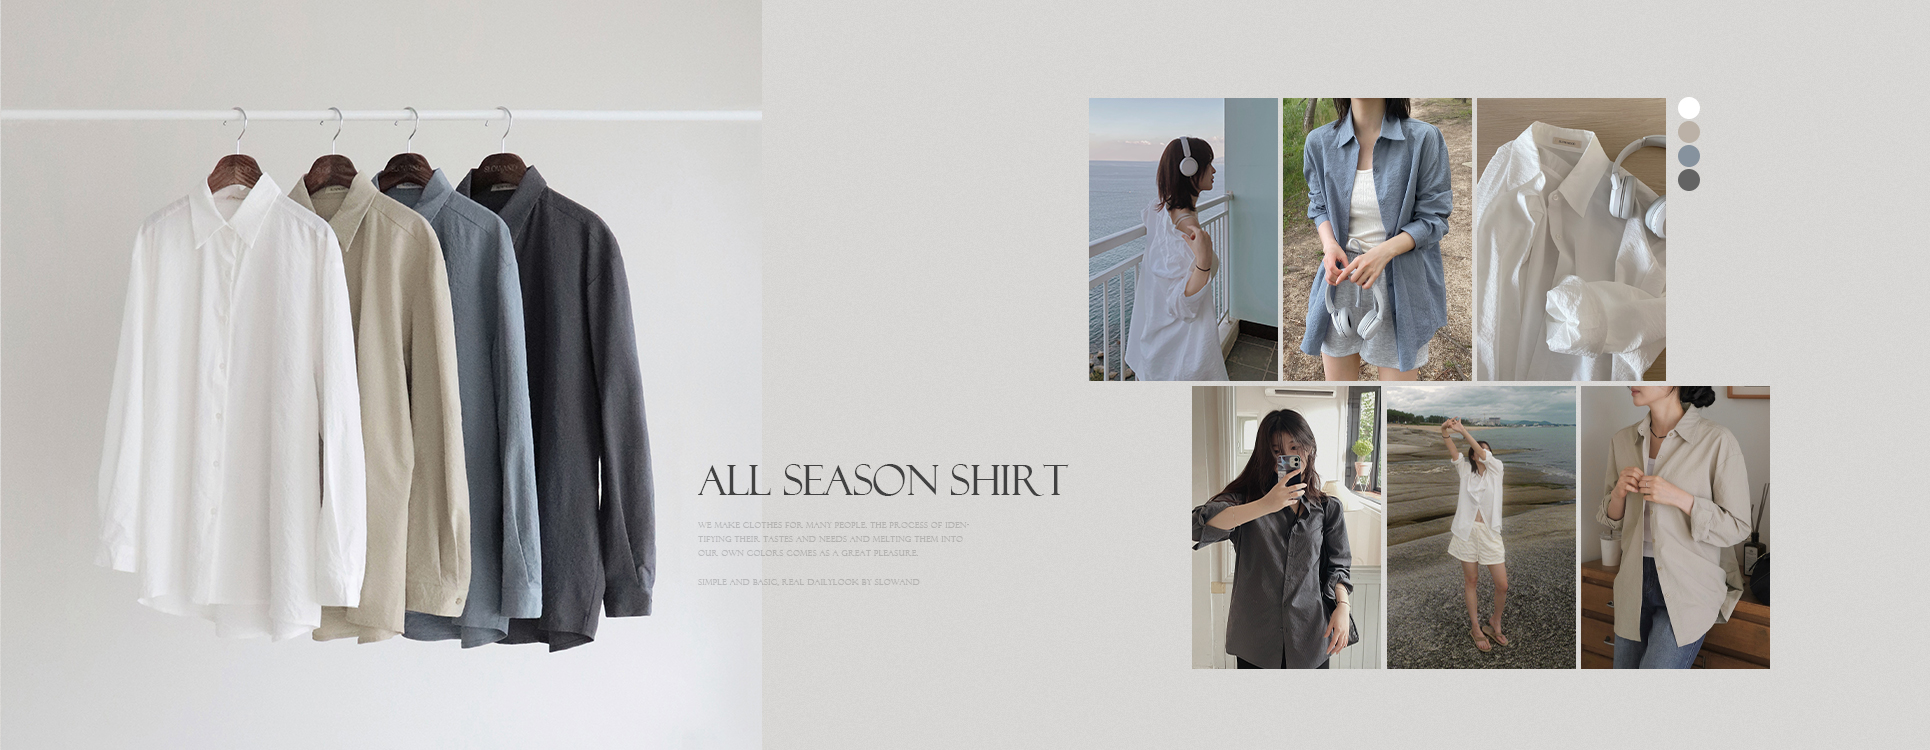 SLOWAND
ALL SEASON SHIRT
WE MAKE CLOTHES FOR MANY PEOPLE. THE PROCESS OF IDEN-
TIFYING THEIR TASTES AND NEEDS AND MELTING THEM INTO
OUR OWN COLORS COMES AS A GREAT PLEASURE.
SIMPLE AND BASIC, REAL DAILYLOOK BY SLOWAND